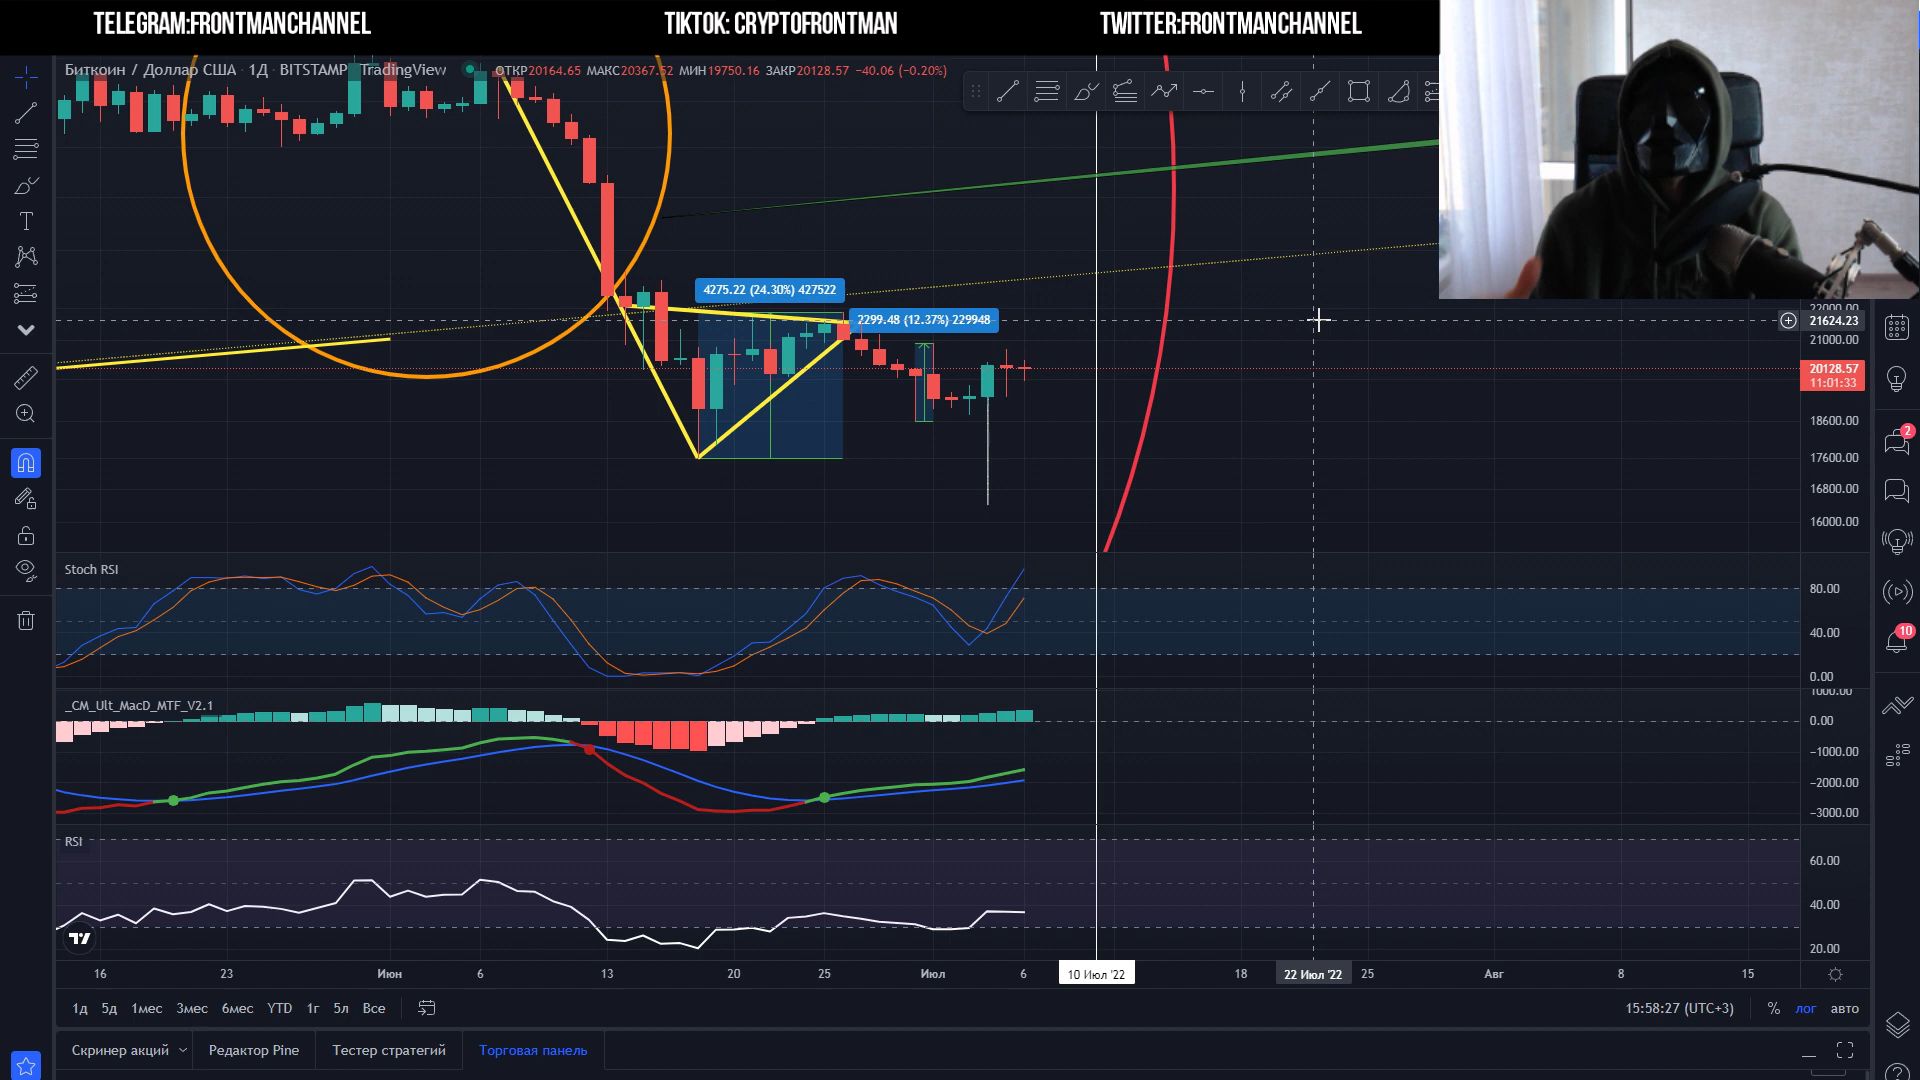 TELEGRAM:FRONTMANCHANNEL
TIKTOK: CRYPTOFRONTMAN
TWITTER:FRONTMANCHANNEL
Биткоин / Доллар США · 1Д · BITSTAMP · TradingView
ОТКР20164.65 МАКС20367.52 МИН19750.16 ЗАКР20128.57 −40.06 (−0.20%)
4275.22 (24.30%) 427522
2299.48 (12.37%) 229948
22000.00
21624.23
21000.00
20128.57
11:01:33
18600.00
17600.00
16800.00
16000.00
2
10
Stoch RSI
80.00
40.00
0.00
_CM_Ult_MacD_MTF_V2.1
1000.00
0.00
−1000.00
−2000.00
−3000.00
RSI
60.00
40.00
20.00
16 23 Июн 6 13 20 25 Июл 6 10 Июл '22 18 22 Июл '22 25 Авг 8 15
1д 5д 1мес 3мес 6мес YTD 1г 5л Все
15:58:27 (UTC+3) % лог авто
Скринер акций Редактор Pine Тестер стратегий Торговая панель